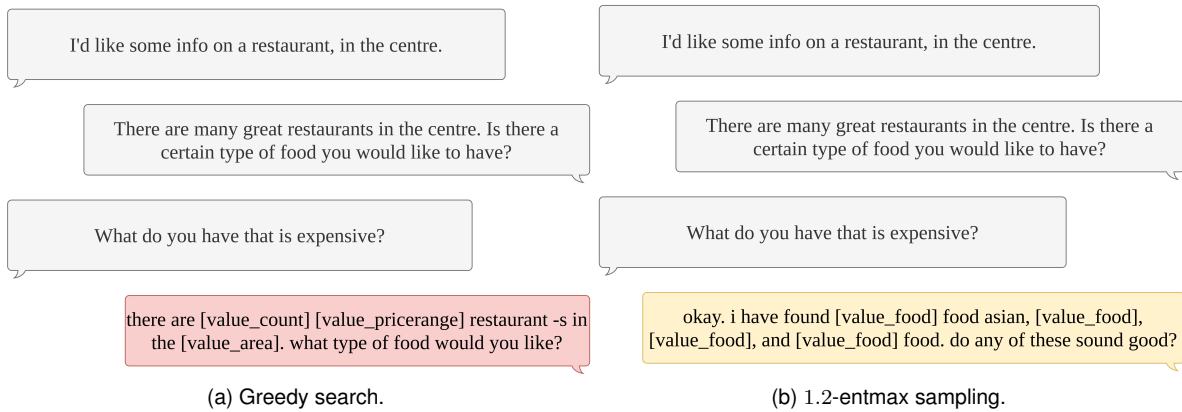 I'd like some info on a restaurant, in the centre.
There are many great restaurants in the centre. Is there a
certain type of food you would like to have?
What do you have that is expensive?
there are [value_count] [value_pricerange] restaurant -s in
the [value_area]. what type of food would you like?
(a) Greedy search.
I'd like some info on a restaurant, in the centre.
There are many great restaurants in the centre. Is there a
certain type of food you would like to have?
What do you have that is expensive?
okay. i have found [value_food] food asian, [value_food],
[value_food], and [value_food] food. do any of these sound good?
(b) 1.2-entmax sampling.